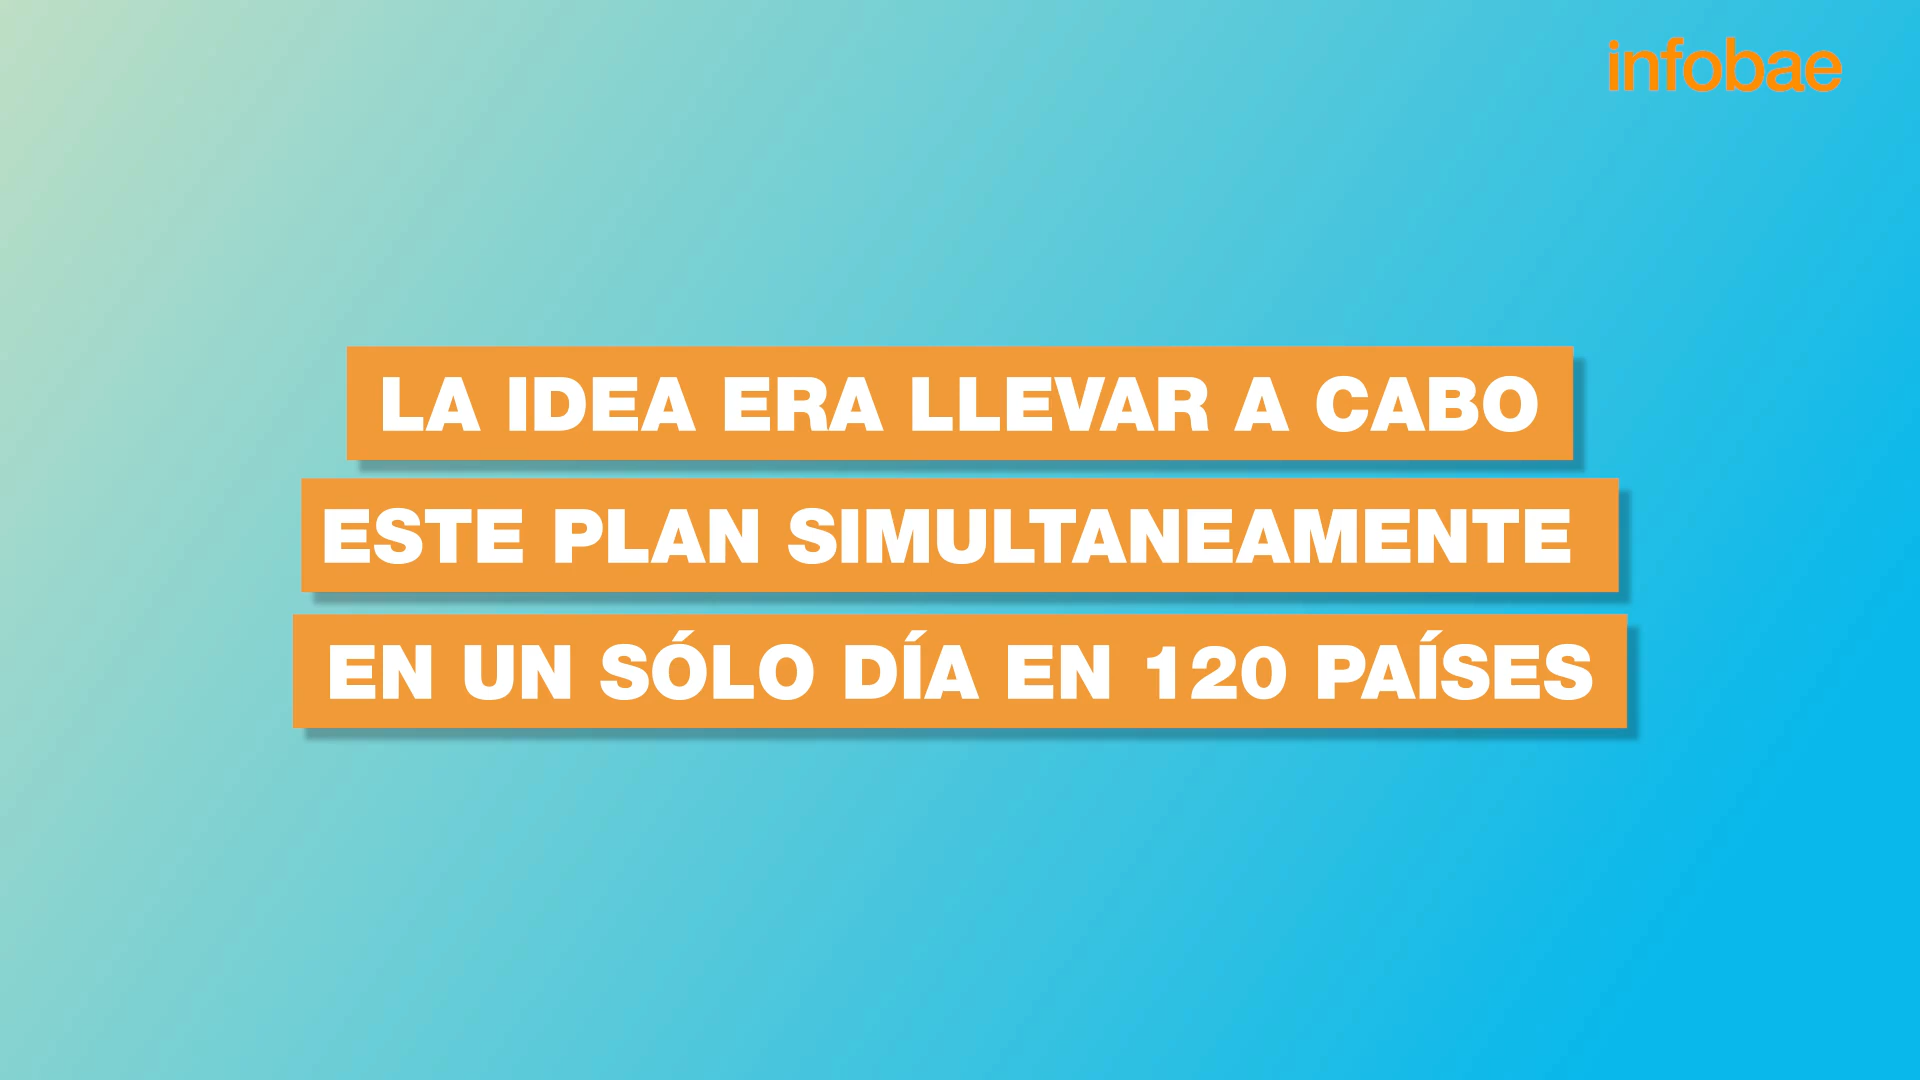 infobae
LA IDEA ERA LLEVAR A CABO
ESTE PLAN SIMULTANEAMENTE
EN UN SÓLO DÍA EN 120 PAÍSES